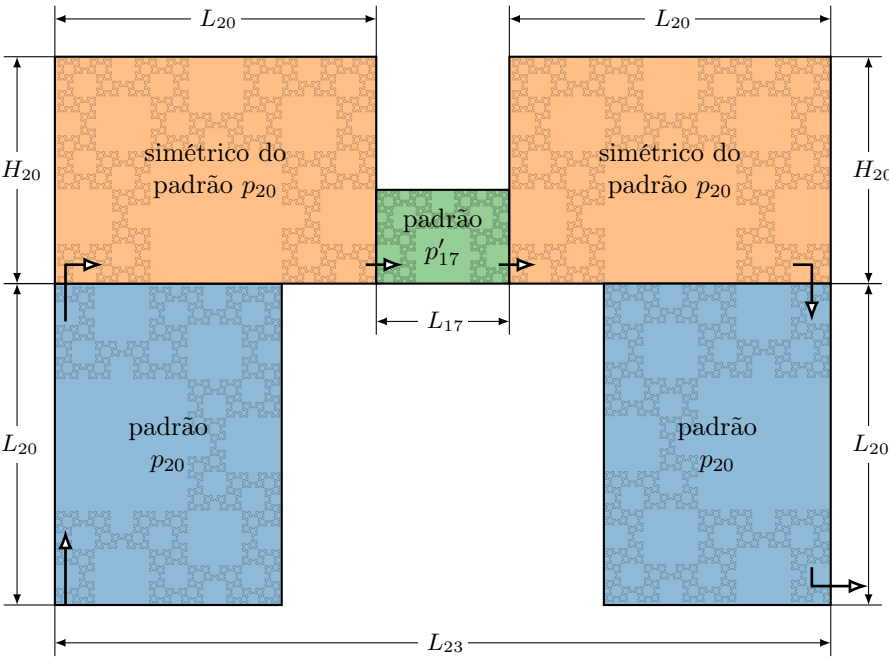 L₂₀
L₂₀
H₂₀
simétrico do
padrão p₂₀
simétrico do
padrão p₂₀
H₂₀
padrão
p′₁₇
L₁₇
L₂₀
padrão
p₂₀
padrão
p₂₀
L₂₀
L₂₃